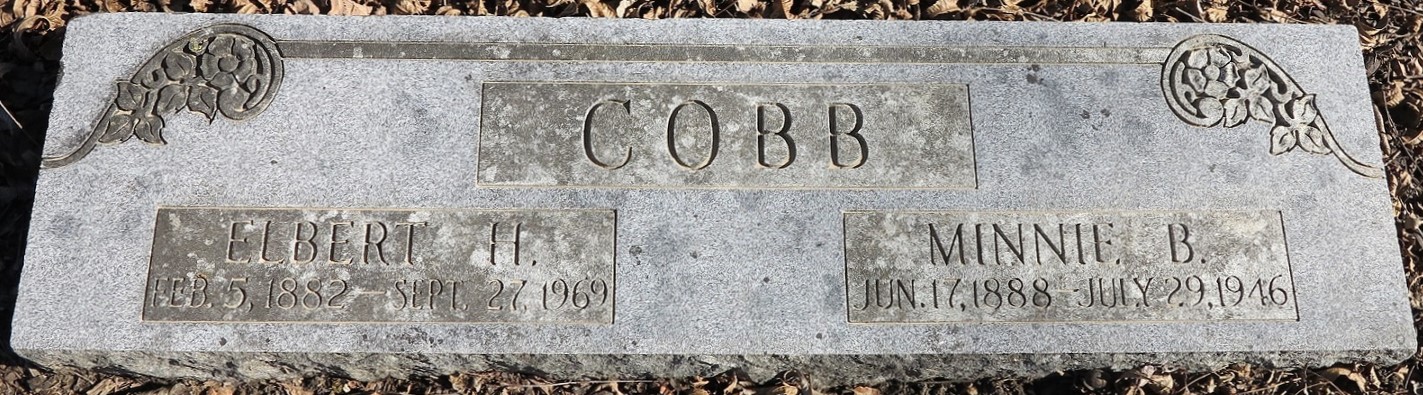 COBB
ELBERT H.
FEB. 5, 1882 – SEPT. 27, 1969
MINNIE B.
JUN. 17, 1888 – JULY 29, 1946